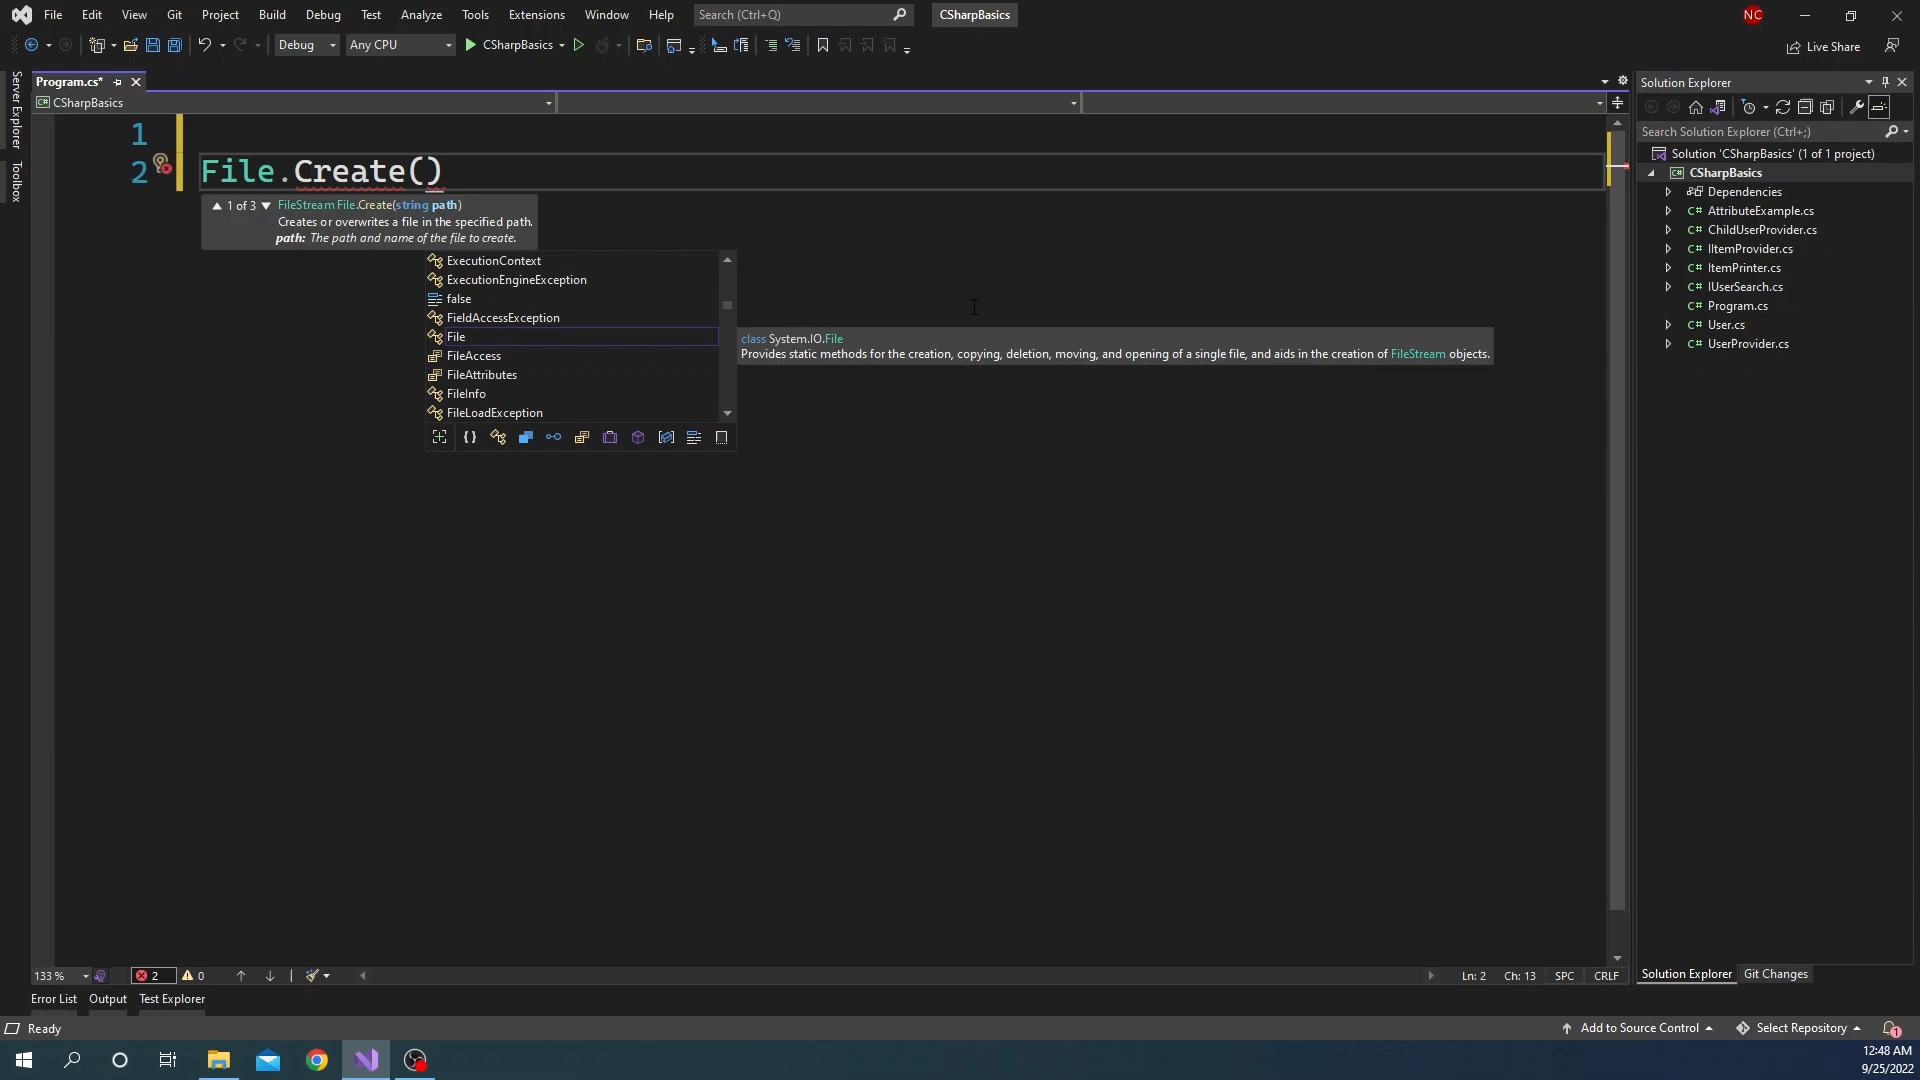 File Edit View Git Project Build Debug Test Analyze Tools Extensions Window Help Search (Ctrl+Q) CSharpBasics NC
Debug Any CPU CSharpBasics Live Share
Server Explorer
Toolbox
Program.cs*
CSharpBasics
1
2 File.Create()
1 of 3 FileStream File.Create(string path)
Creates or overwrites a file in the specified path.
path: The path and name of the file to create.
ExecutionContext
ExecutionEngineException
false
FieldAccessException
File
FileAccess
FileAttributes
FileInfo
FileLoadException
class System.IO.File
Provides static methods for the creation, copying, deletion, moving, and opening of a single file, and aids in the creation of FileStream objects.
Solution Explorer
Search Solution Explorer (Ctrl+;)
Solution 'CSharpBasics' (1 of 1 project)
C# CSharpBasics
Dependencies
C# AttributeExample.cs
C# ChildUserProvider.cs
C# IItemProvider.cs
C# ItemPrinter.cs
C# IUserSearch.cs
C# Program.cs
C# User.cs
C# UserProvider.cs
133 % 2 0 Ln: 2 Ch: 13 SPC CRLF
Solution Explorer Git Changes
Error List Output Test Explorer
Ready Add to Source Control Select Repository 1
12:48 AM
9/25/2022